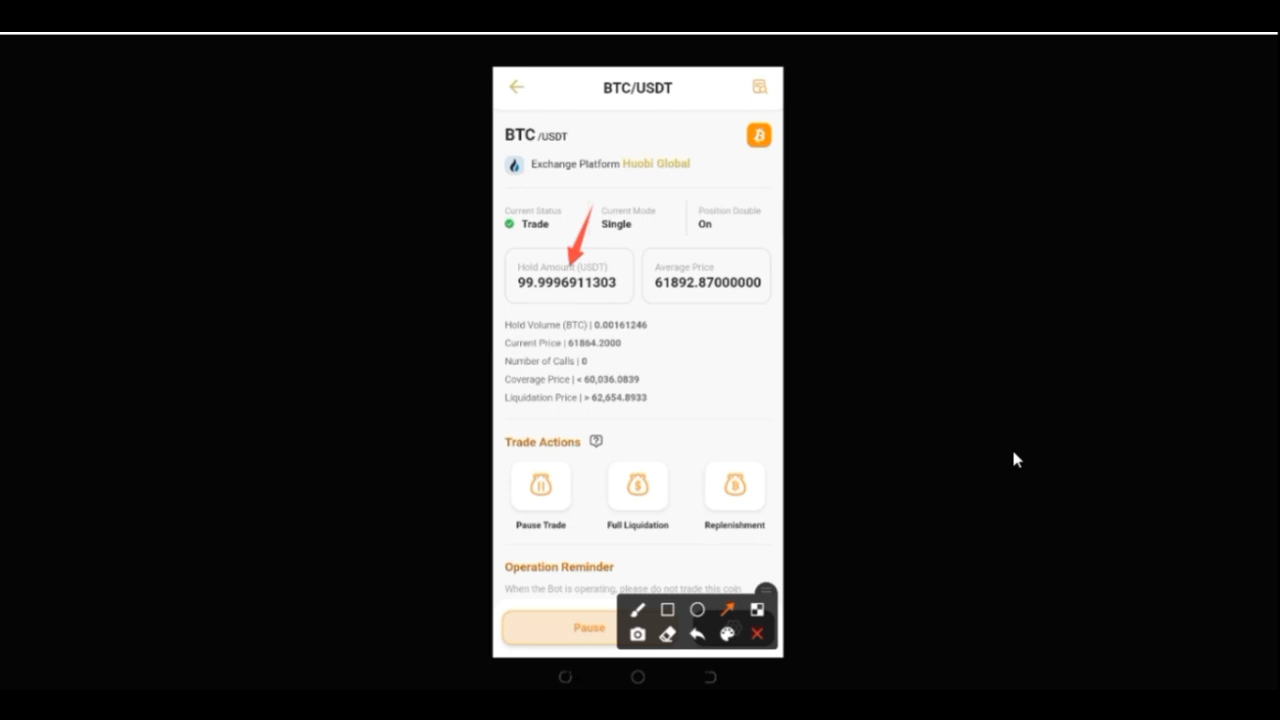 BTC/USDT
BTC /USDT
Exchange Platform Huobi Global
Current Status Current Mode Position Double
Trade Single On
Hold Amount (USDT) Average Price
99.9996911303 61892.87000000
Hold Volume (BTC) | 0.00161246
Current Price | 61864.2000
Number of Calls | 0
Coverage Price | < 60,036.0839
Liquidation Price | > 62,654.8933
Trade Actions
Pause Trade Full Liquidation Replenishment
Operation Reminder
When the Bot is operating, please do not trade this coin
Pause